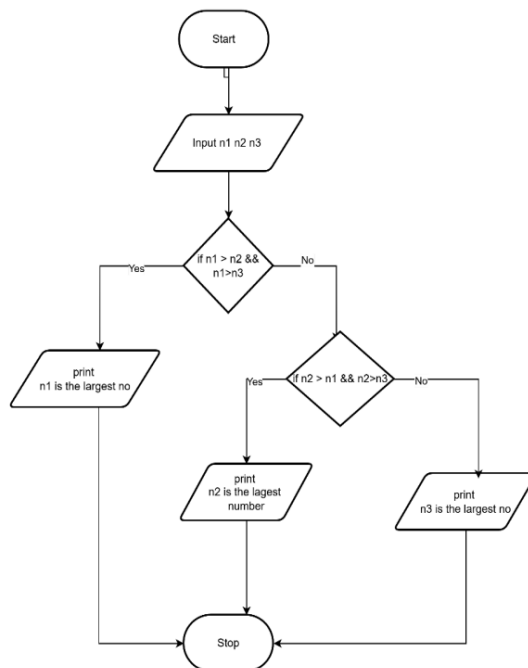 Start
Input n1 n2 n3
if n1 > n2 &&
n1>n3
Yes
No
print
n1 is the largest no
if n2 > n1 && n2>n3
Yes
No
print
n2 is the lagest
number
print
n3 is the largest no
Stop